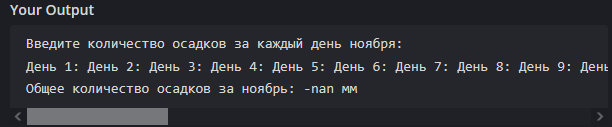 Your Output
Введите количество осадков за каждый день ноября:
День 1: День 2: День 3: День 4: День 5: День 6: День 7: День 8: День 9:
Общее количество осадков за ноябрь: -nan мм